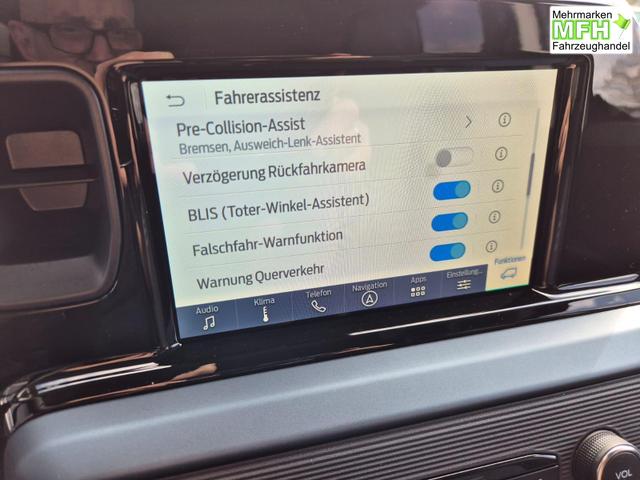 Mehrmarken
MFH
Fahrzeughandel
Fahrerassistenz
Pre-Collision-Assist
Bremsen, Ausweich-Lenk-Assistent
Verzögerung Rückfahrkamera
BLIS (Toter-Winkel-Assistent)
Falschfahr-Warnfunktion
Warnung Querverkehr
Audio
Klima
Telefon
Navigation
Apps
Einstellung...
Funktionen
VOL